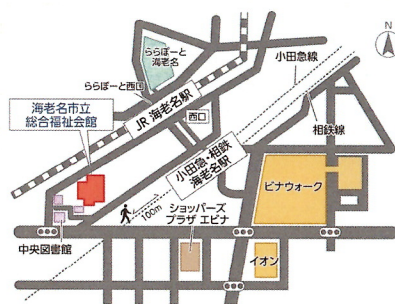 N
ららぽーと
海老名
小田急線
ららぽーと西口
海老名市立
総合福祉会館
JR 海老名駅
西口
相鉄線
小田急・相鉄
海老名駅
ビナウォーク
100m
ショッパーズ
プラザ エビナ
中央図書館
イオン